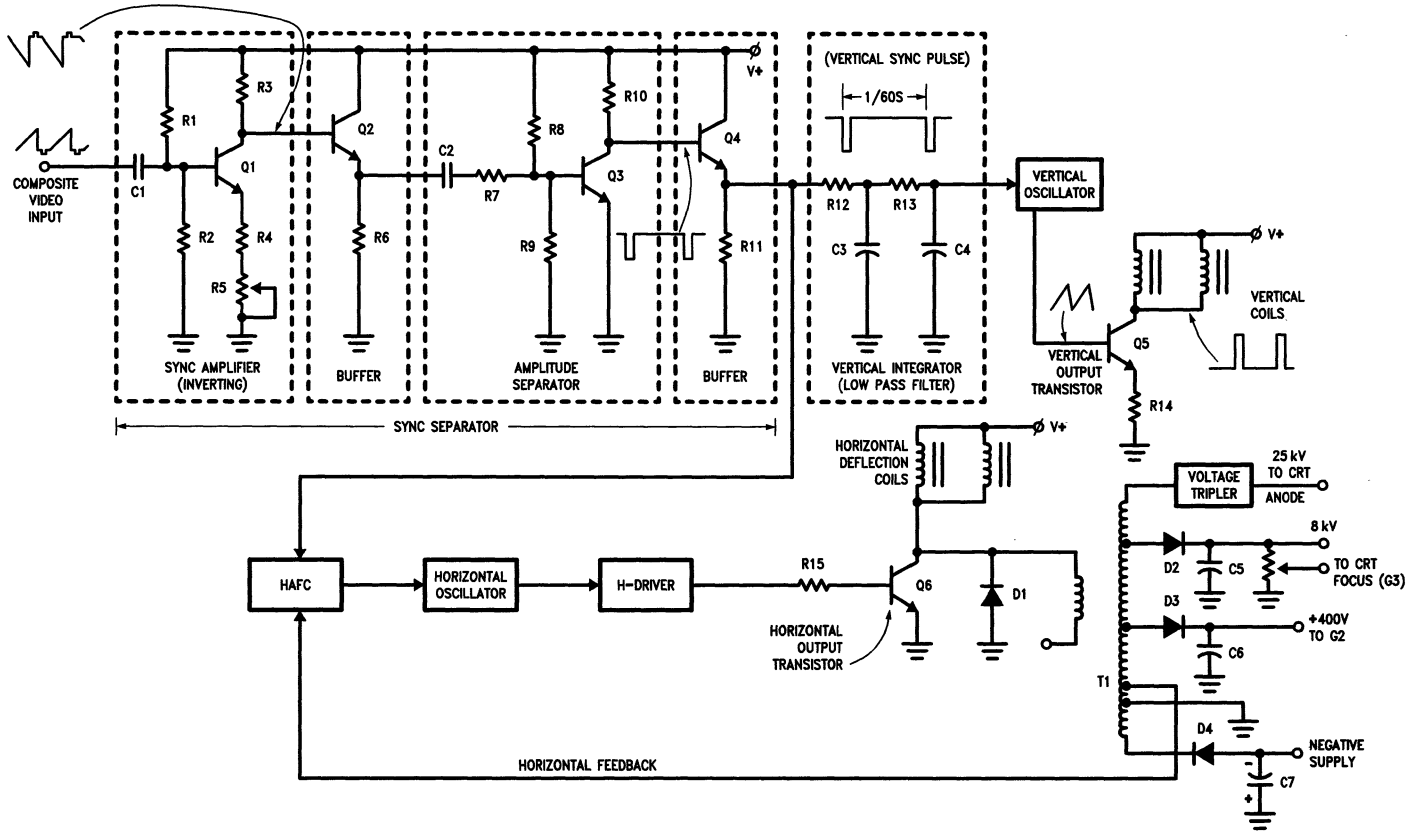 V+
R3
R1
Q1
C1
COMPOSITE
VIDEO
INPUT
R2
R4
R5
SYNC AMPLIFIER
(INVERTING)
Q2
R6
BUFFER
C2
R7
R8
R9
R10
Q3
AMPLITUDE
SEPARATOR
Q4
R11
BUFFER
SYNC SEPARATOR
(VERTICAL SYNC PULSE)
1/60S
R12
R13
C3
C4
VERTICAL INTEGRATOR
(LOW PASS FILTER)
VERTICAL
OSCILLATOR
V+
VERTICAL
COILS
Q5
VERTICAL
OUTPUT
TRANSISTOR
R14
HORIZONTAL
DEFLECTION
COILS
V+
HAFC
HORIZONTAL
OSCILLATOR
H-DRIVER
R15
Q6
D1
HORIZONTAL
OUTPUT
TRANSISTOR
VOLTAGE
TRIPLER
25 kV
TO CRT
ANODE
8 kV
D2
C5
TO CRT
FOCUS (G3)
D3
+400V
TO G2
C6
T1
D4
NEGATIVE
SUPPLY
-
+
C7
HORIZONTAL FEEDBACK